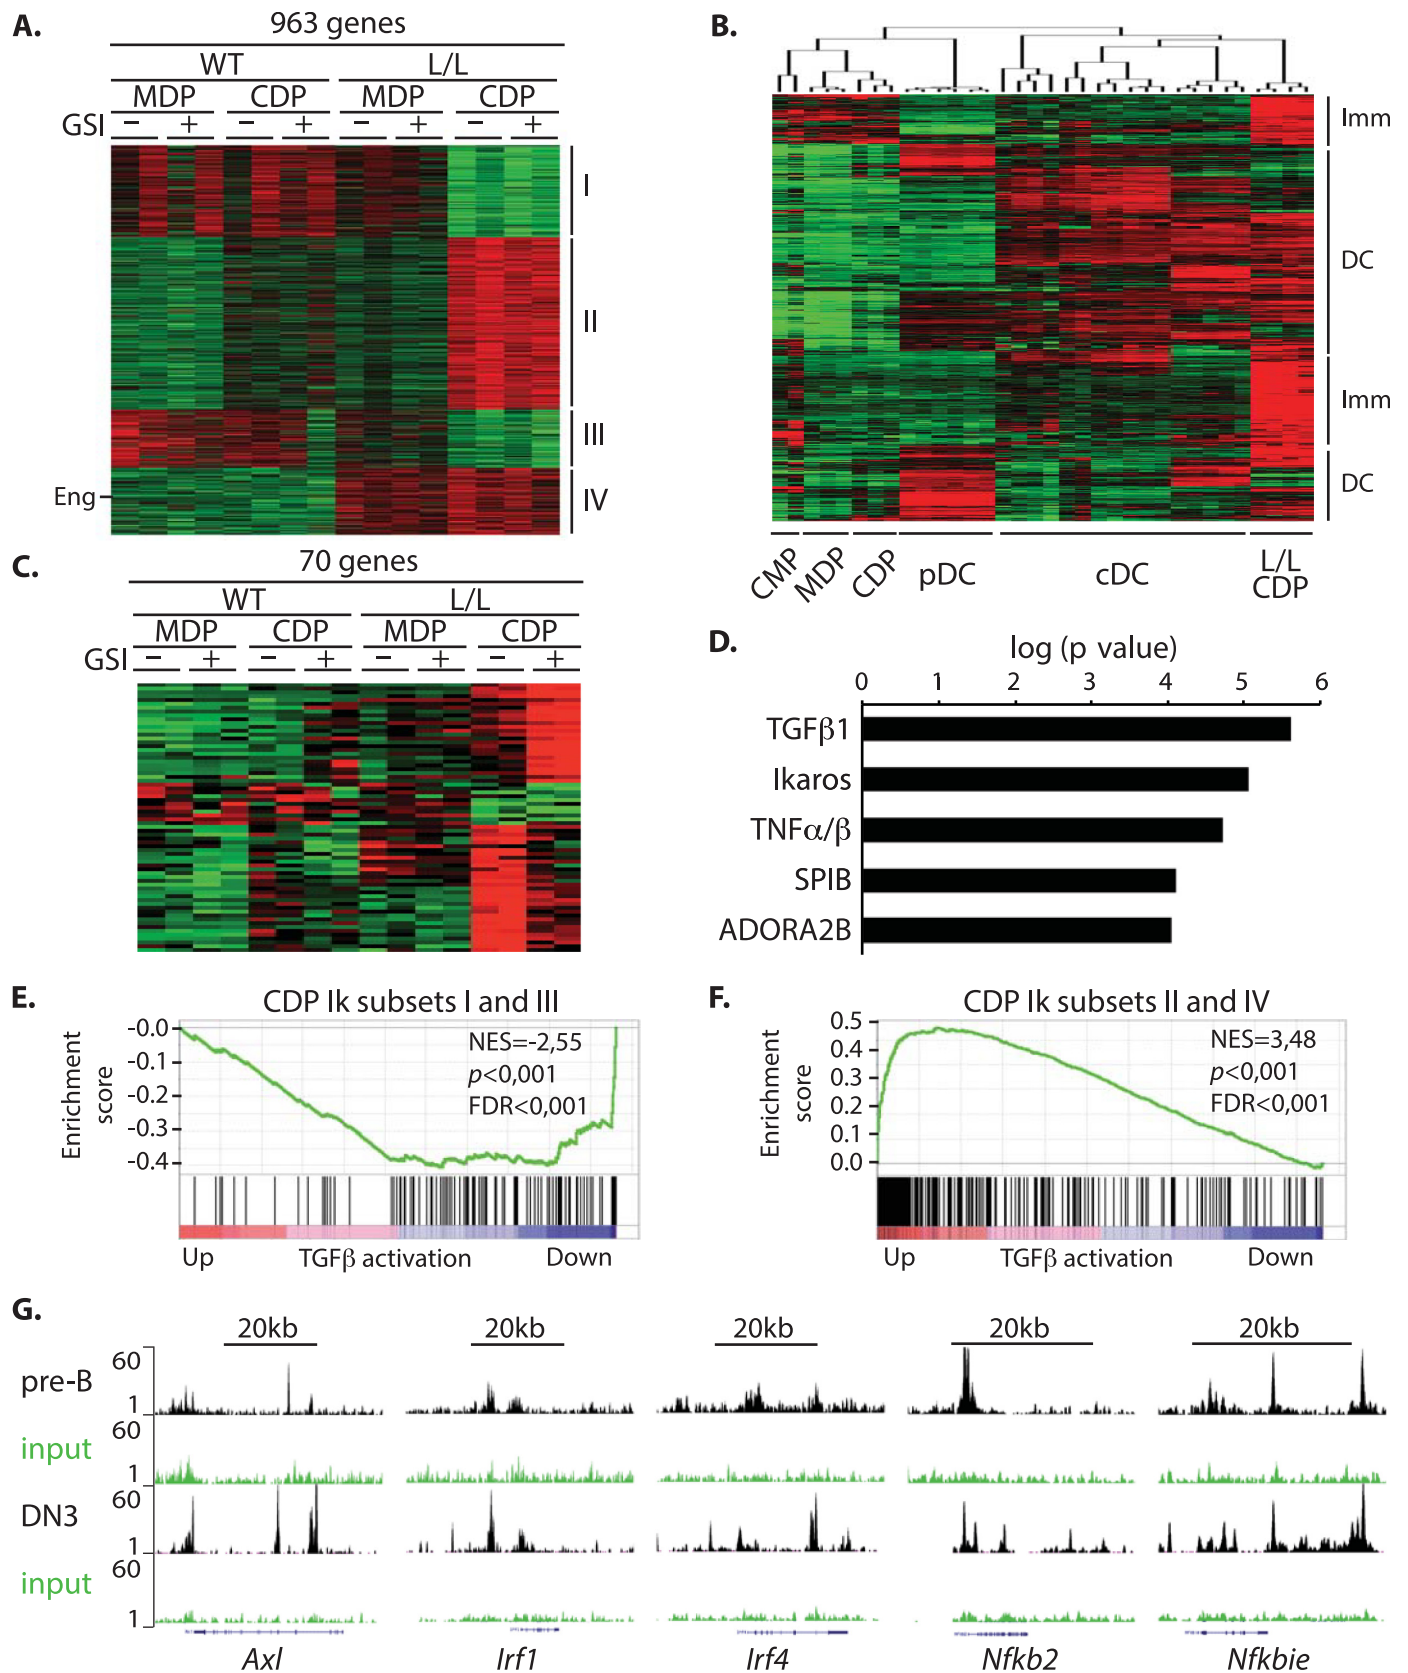 A.
963 genes
WT L/L
MDP CDP MDP CDP
GSI − + − + − + − +
I
II
III
IV
Eng
B.
Imm
DC
Imm
DC
CMP MDP CDP pDC cDC L/L CDP
C.
70 genes
WT L/L
MDP CDP MDP CDP
GSI − + − + − + − +
D.
log (p value)
0 1 2 3 4 5 6
TGFβ1
Ikaros
TNFα/β
SPIB
ADORA2B
E.
CDP Ik subsets I and III
Enrichment score
-0.0
-0.1
-0.2
-0.3
-0.4
NES=-2,55
p<0,001
FDR<0,001
Up TGFβ activation Down
F.
CDP Ik subsets II and IV
Enrichment score
0.5
0.4
0.3
0.2
0.1
0.0
NES=3,48
p<0,001
FDR<0,001
Up TGFβ activation Down
G.
20kb 20kb 20kb 20kb 20kb
pre-B 60 1
input 60 1
DN3 60 1
input 60 1
Axl Irf1 Irf4 Nfkb2 Nfkbie